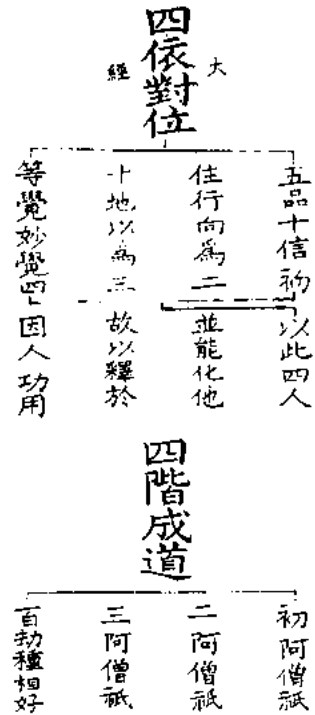 四依對位
大
經
五品十信初
住行向為二
十地以為三
等覺妙覺四
以此四人
並能化他
故以釋於
因人功用
四階成道
初阿僧祇
二阿僧祇
三阿僧祇
百劫種相好